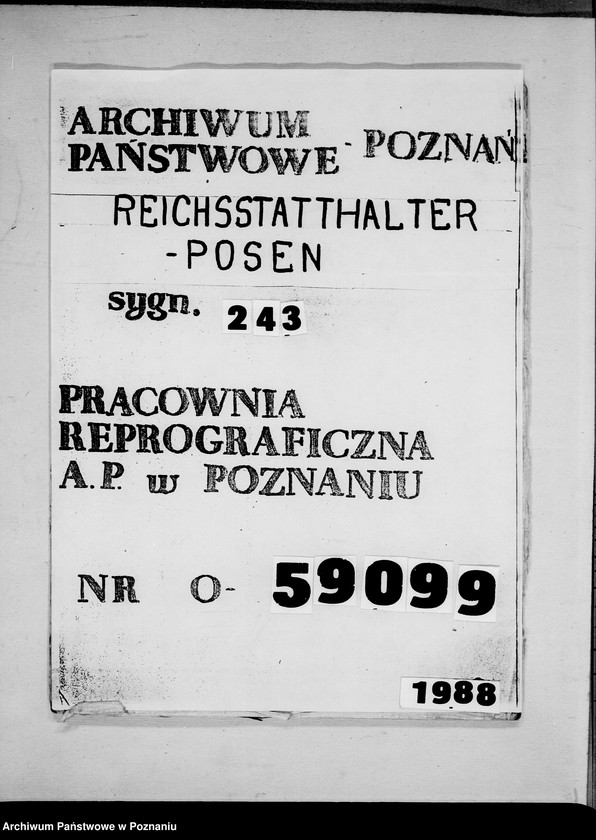 ARCHIWUM
PAŃSTWOWE - POZNAŃ
REICHSSTATTHALTER
-POSEN
sygn. 243
PRACOWNIA
REPROGRAFICZNA
A.P. w POZNANIU
NR O- 59099
1988
Archiwum Państwowe w Poznaniu